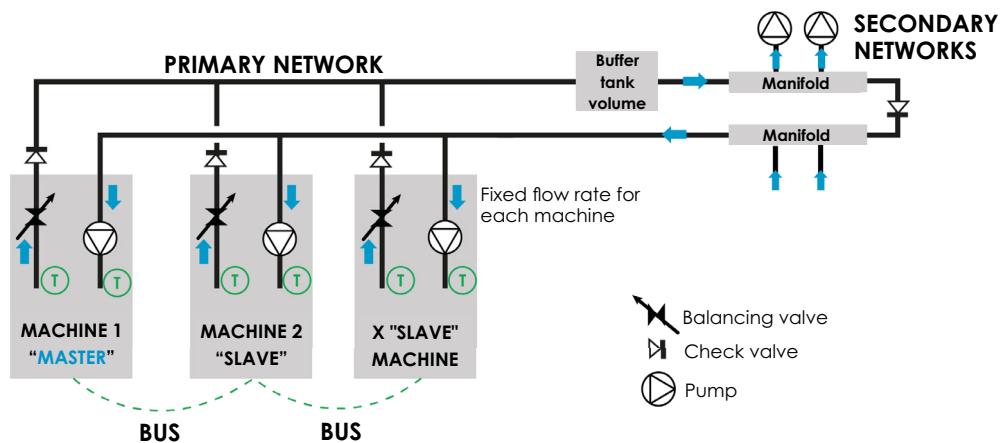 SECONDARY
NETWORKS
PRIMARY NETWORK
Buffer
tank
volume
Manifold
Manifold
Fixed flow rate for
each machine
T
T
T
T
T
T
MACHINE 1
“MASTER”
MACHINE 2
“SLAVE”
X "SLAVE"
MACHINE
Balancing valve
Check valve
Pump
BUS
BUS